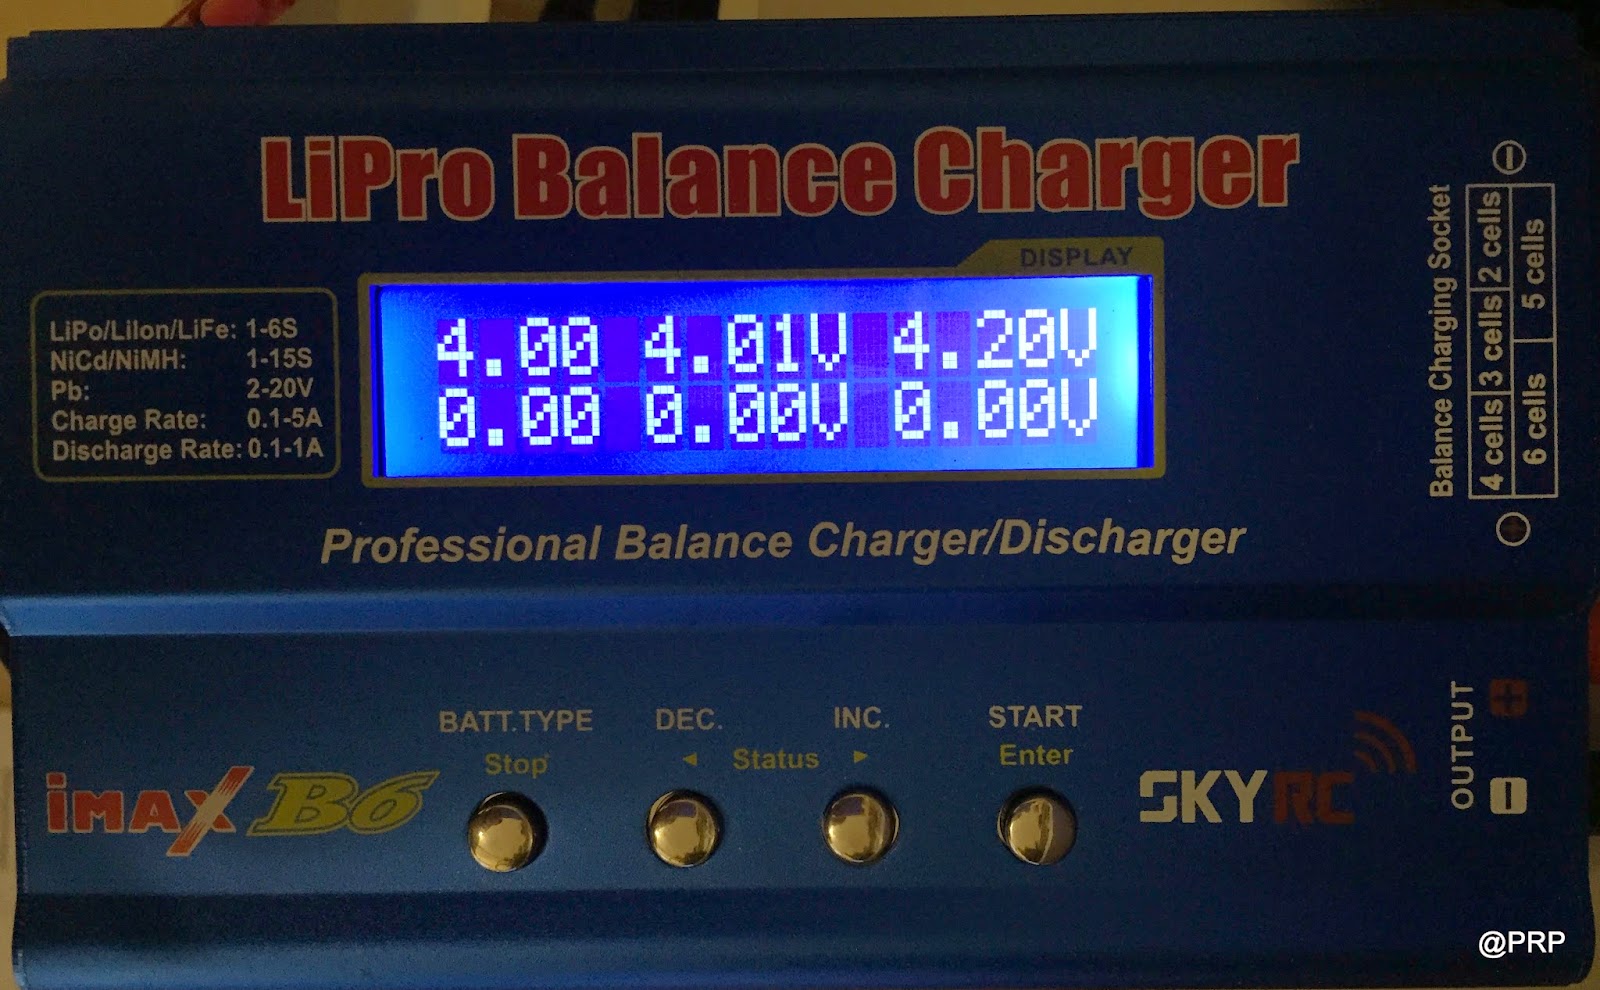 LiPro Balance Charger
DISPLAY
4.00 4.01V 4.20V
0.00 0.00V 0.00V
LiPo/LiIon/LiFe: 1-6S
NiCd/NiMH: 1-15S
Pb: 2-20V
Charge Rate: 0.1-5A
Discharge Rate: 0.1-1A
Professional Balance Charger/Discharger
Balance Charging Socket
4 cells 3 cells 2 cells
6 cells 5 cells
BATT.TYPE DEC. INC. START
Stop ◄ Status ► Enter
iMAX B6
SKYRC
OUTPUT
@PRP